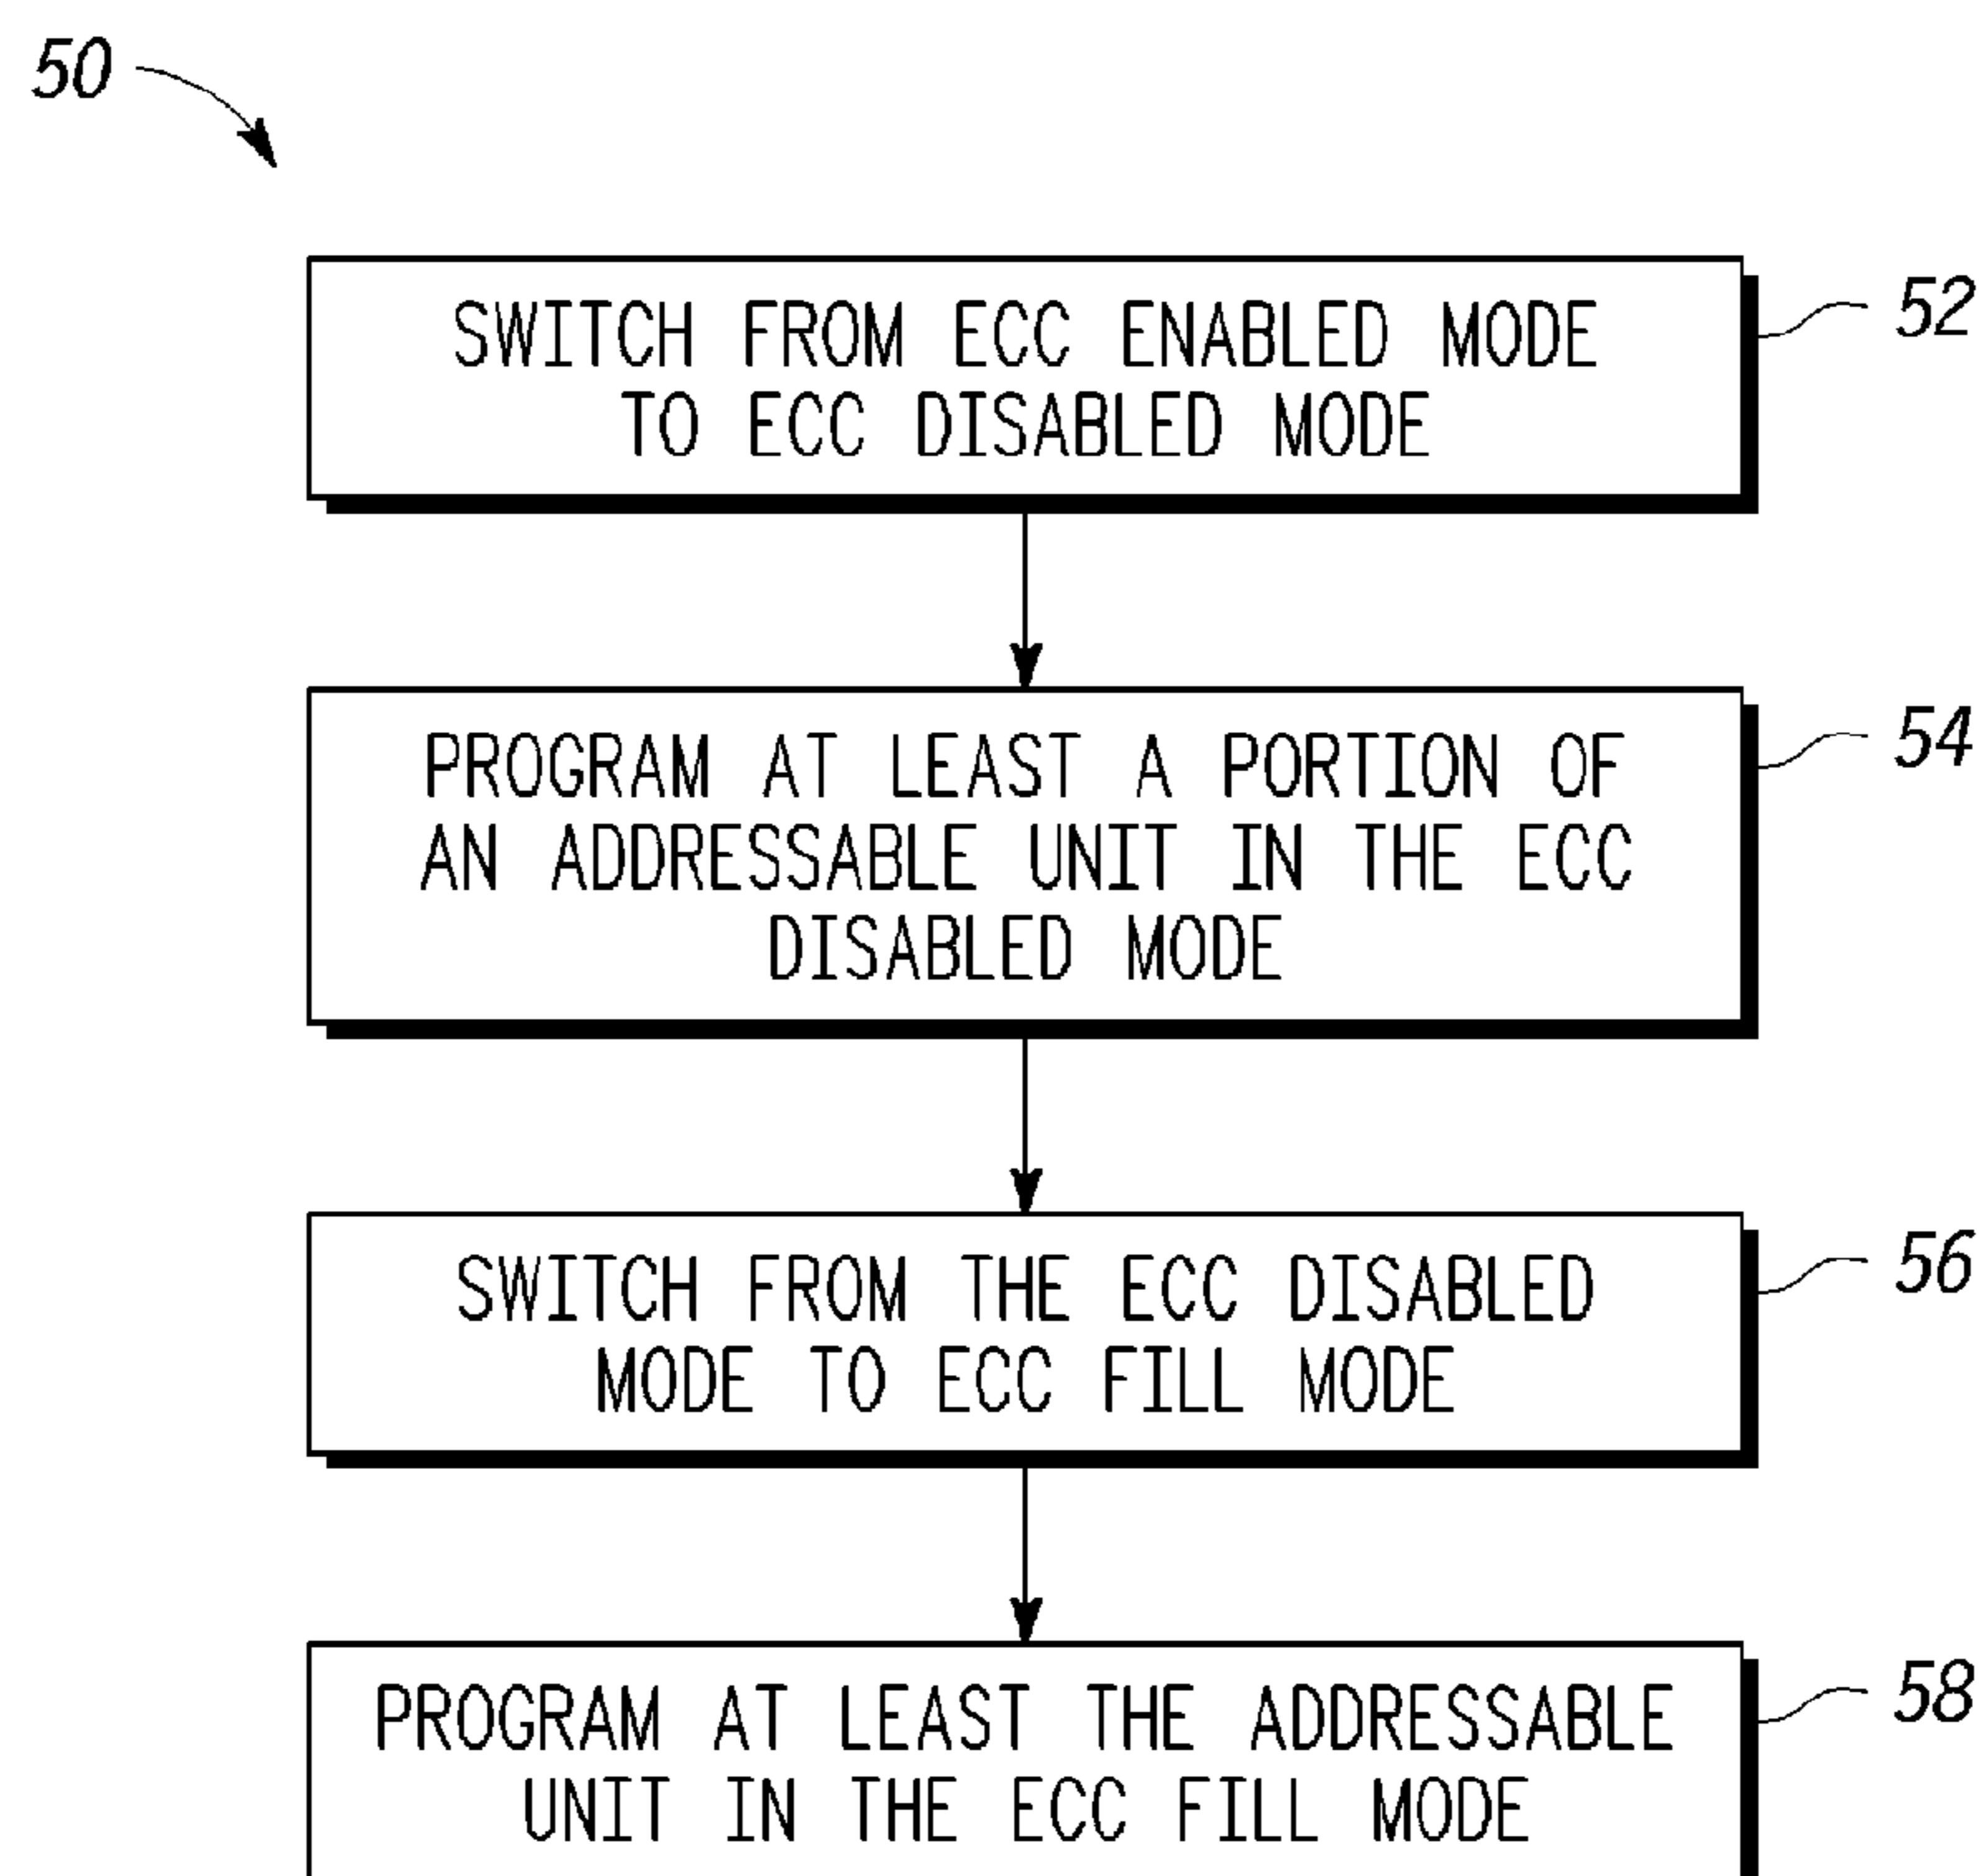 50
SWITCH FROM ECC ENABLED MODE
TO ECC DISABLED MODE
52
PROGRAM AT LEAST A PORTION OF
AN ADDRESSABLE UNIT IN THE ECC
DISABLED MODE
54
SWITCH FROM THE ECC DISABLED
MODE TO ECC FILL MODE
56
PROGRAM AT LEAST THE ADDRESSABLE
UNIT IN THE ECC FILL MODE
58